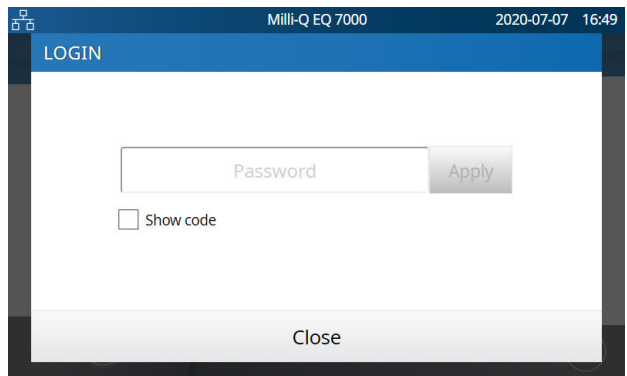 Milli-Q EQ 7000 2020-07-07 16:49
LOGIN
Password Apply
Show code
Close